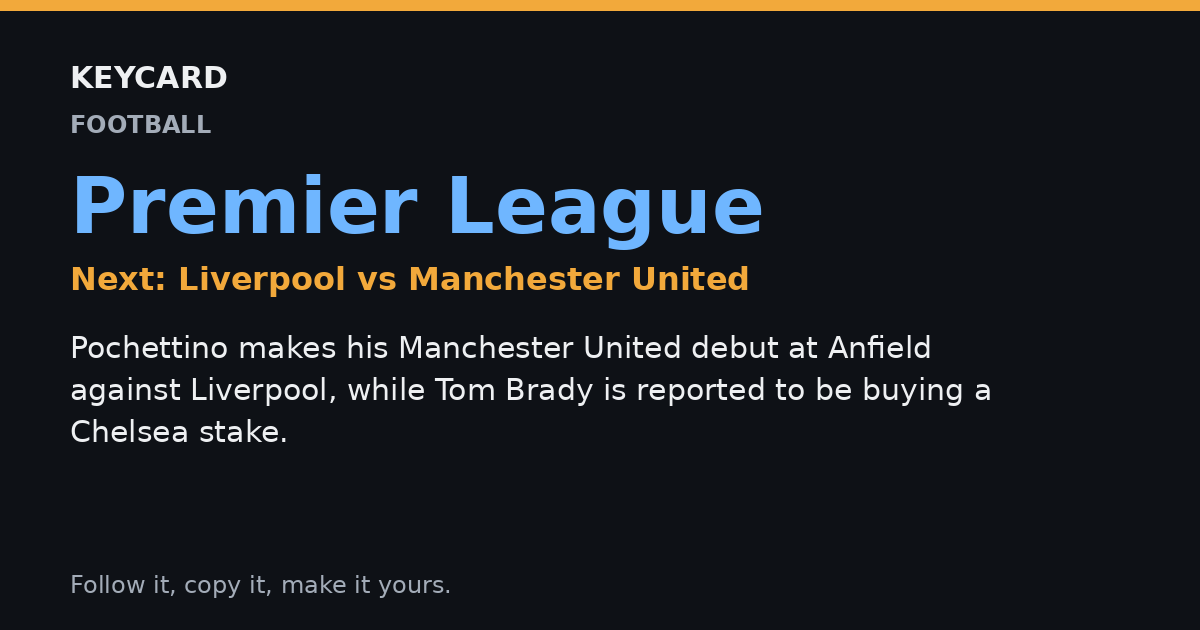 KEYCARD
FOOTBALL
Premier League
Next: Liverpool vs Manchester United
Pochettino makes his Manchester United debut at Anfield
against Liverpool, while Tom Brady is reported to be buying a
Chelsea stake.
Follow it, copy it, make it yours.